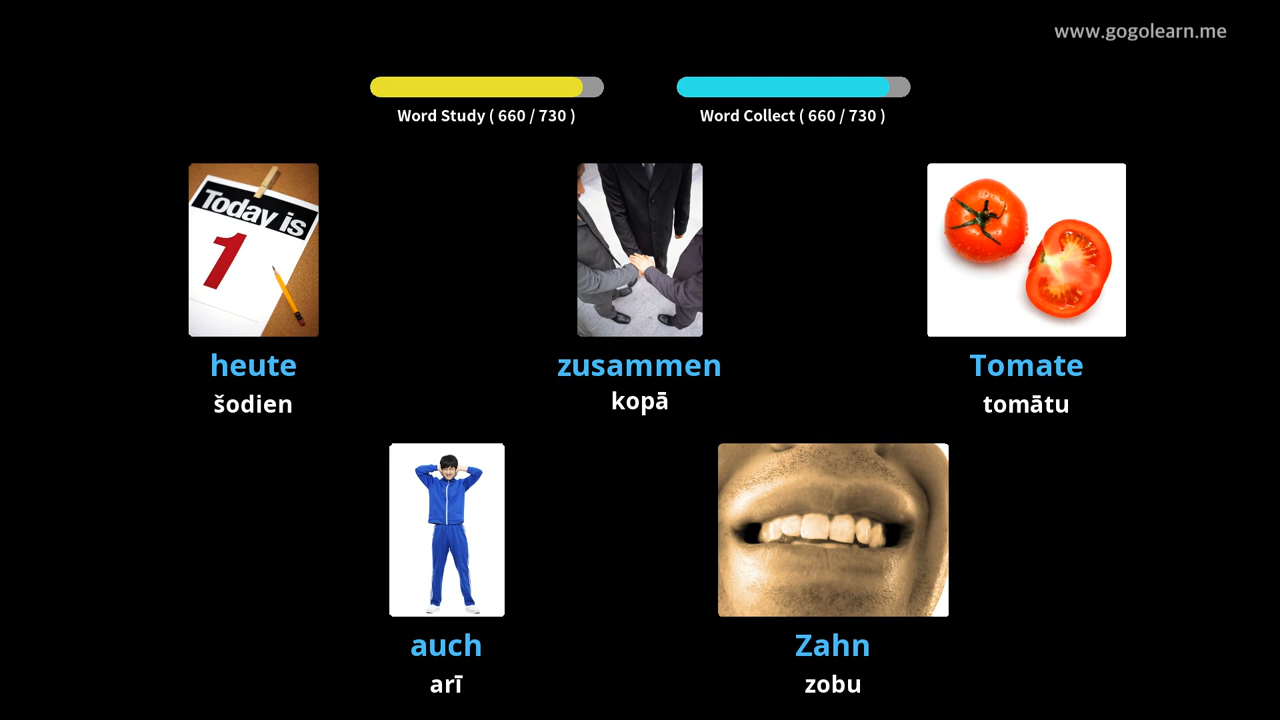 www.gogolearn.me
Word Study ( 660 / 730 )
Word Collect ( 660 / 730 )
Today is
1
heute
zusammen
Tomate
šodien
kopā
tomātu
auch
Zahn
arī
zobu